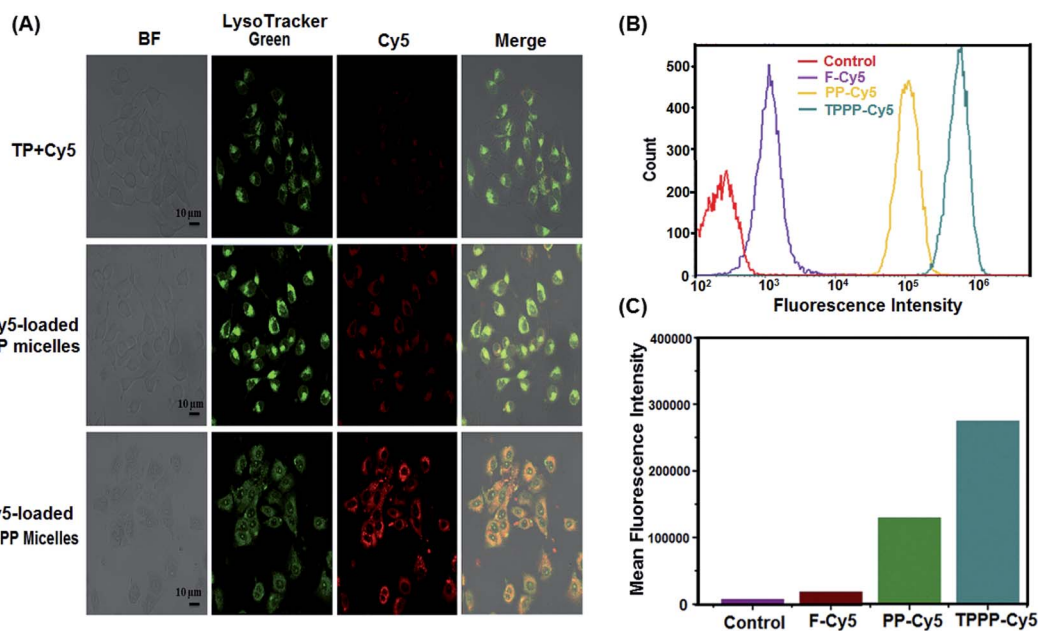 (A)
BF
LysoTracker
Green
Cy5
Merge
TP+Cy5
10 μm
y5-loaded
P micelles
10 μm
y5-loaded
PP Micelles
10 μm
(B)
Count
500
400
300
200
100
0
10²
10³
10⁴
10⁵
10⁶
Fluorescence Intensity
Control
F-Cy5
PP-Cy5
TPPP-Cy5
(C)
Mean Fluorescence Intensity
400000
300000
200000
100000
0
Control
F-Cy5
PP-Cy5
TPPP-Cy5